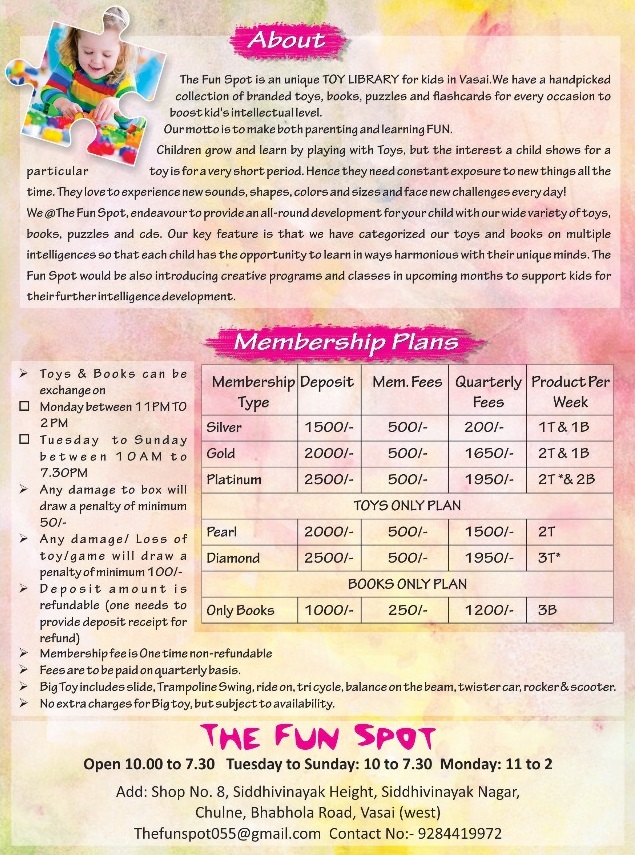 About
The Fun Spot is an unique TOY LIBRARY for kids in Vasai.We have a handpicked
collection of branded toys, books, puzzles and flashcards for every occasion to
boost kid's intellectual level.
Our motto is to make both parenting and learning FUN.
Children grow and learn by playing with Toys, but the interest a child shows for a
particular toy is for a very short period. Hence they need constant exposure to new things all the
time. They love to experience new sounds, shapes, colors and sizes and face new challenges every day!
We @The Fun Spot, endeavour to provide an all-round development for your child with our wide variety of toys,
books, puzzles and cds. Our key feature is that we have categorized our toys and books on multiple
intelligences so that each child has the opportunity to learn in ways harmonious with their unique minds. The
Fun Spot would be also introducing creative programs and classes in upcoming months to support kids for
their further intelligence development.
Membership Plans
➢ Toys & Books can be
exchange on
☐ Monday between 11PM TO
2 PM
☐ Tuesday to Sunday
between 10AM to
7.30PM
➢ Any damage to box will
draw a penalty of minimum
50/-
➢ Any damage/ Loss of
toy/game will draw a
penalty of minimum 100/-
➢ Deposit amount is
refundable (one needs to
provide deposit receipt for
refund)
Membership Type Deposit Mem. Fees Quarterly Fees Product Per Week
Silver 1500/- 500/- 200/- 1T & 1B
Gold 2000/- 500/- 1650/- 2T & 1B
Platinum 2500/- 500/- 1950/- 2T *& 2B
TOYS ONLY PLAN
Pearl 2000/- 500/- 1500/- 2T
Diamond 2500/- 500/- 1950/- 3T*
BOOKS ONLY PLAN
Only Books 1000/- 250/- 1200/- 3B
➢ Membership fee is One time non-refundable
➢ Fees are to be paid on quarterly basis.
➢ Big Toy includes slide, Trampoline Swing, ride on, tri cycle, balance on the beam, twister car, rocker & scooter.
➢ No extra charges for Big toy, but subject to availability.
THE FUN SPOT
Open 10.00 to 7.30 Tuesday to Sunday: 10 to 7.30 Monday: 11 to 2
Add: Shop No. 8, Siddhivinayak Height, Siddhivinayak Nagar,
Chulne, Bhabhola Road, Vasai (west)
Thefunspot055@gmail.com Contact No:- 9284419972